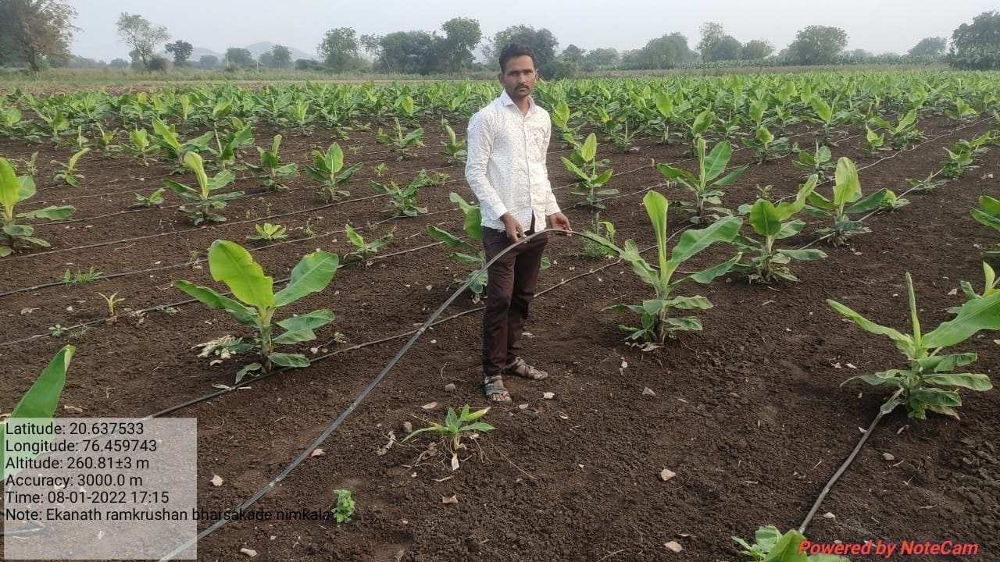 Latitude: 20.637533
Longitude: 76.459743
Altitude: 260.81±3 m
Accuracy: 3000.0 m
Time: 08-01-2022 17:15
Note: Ekanath ramkrushan bharsakade nimkala
Powered by NoteCam